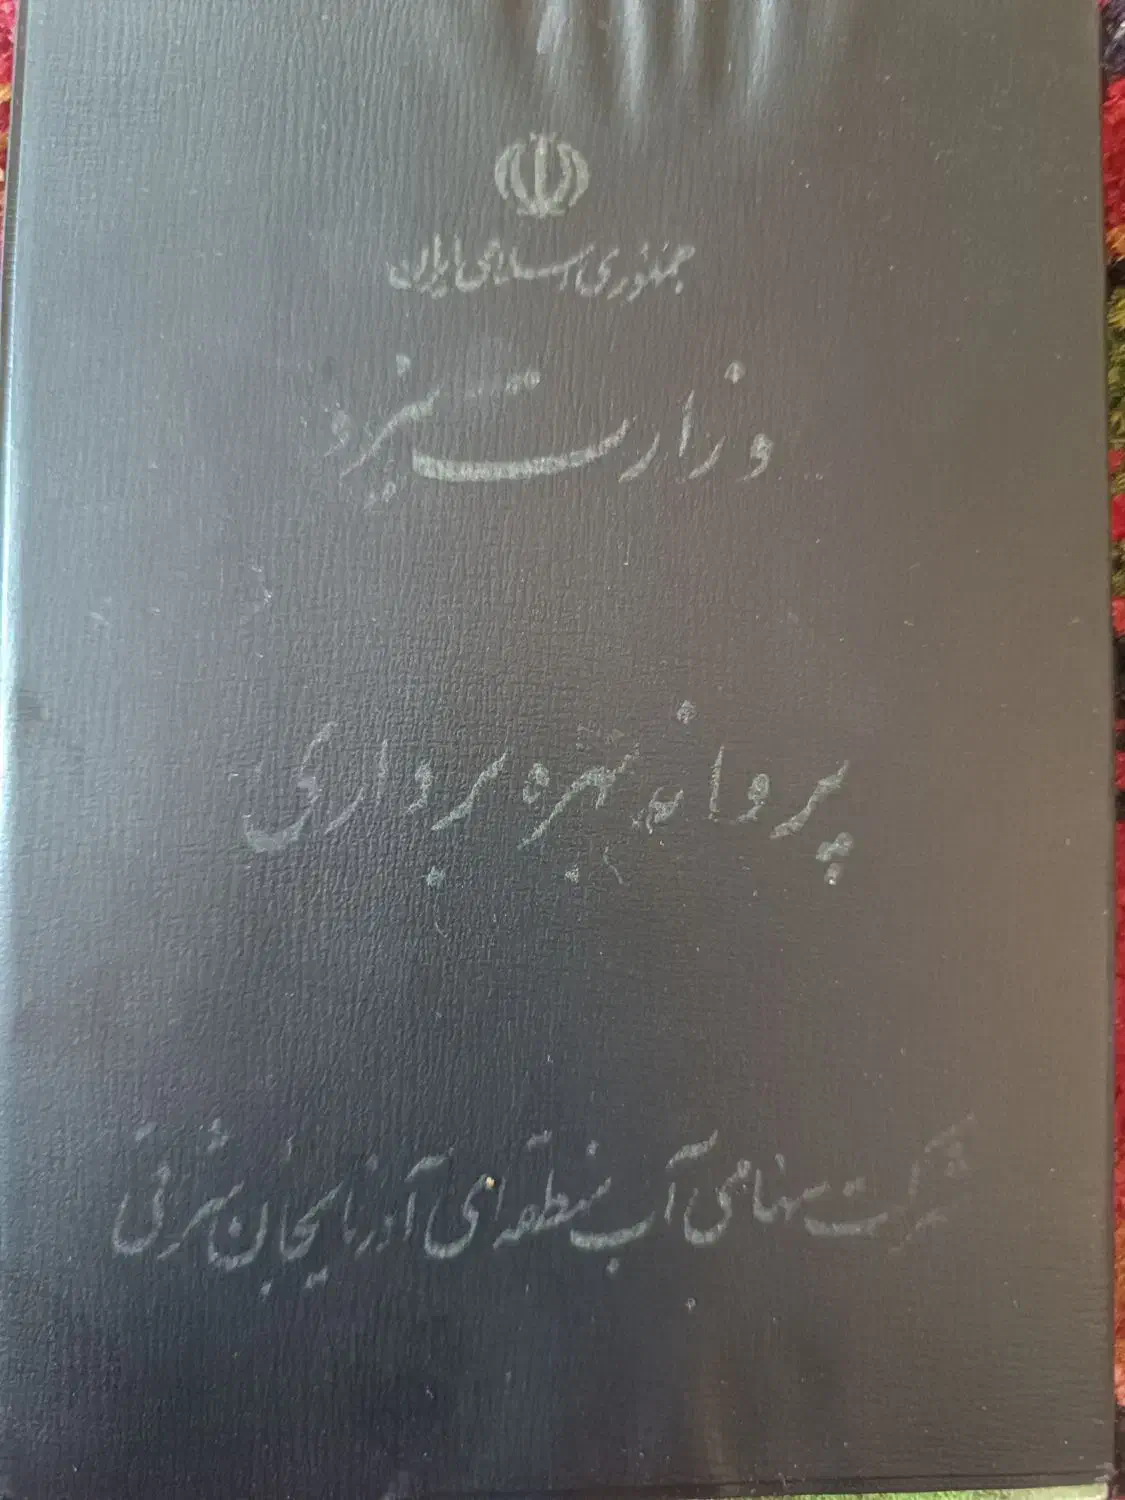 جمهوری اسلامی ایران
وزارت نیرو
پروانه بهره برداری
شرکت سهامی آب منطقه ای آذربایجان شرقی